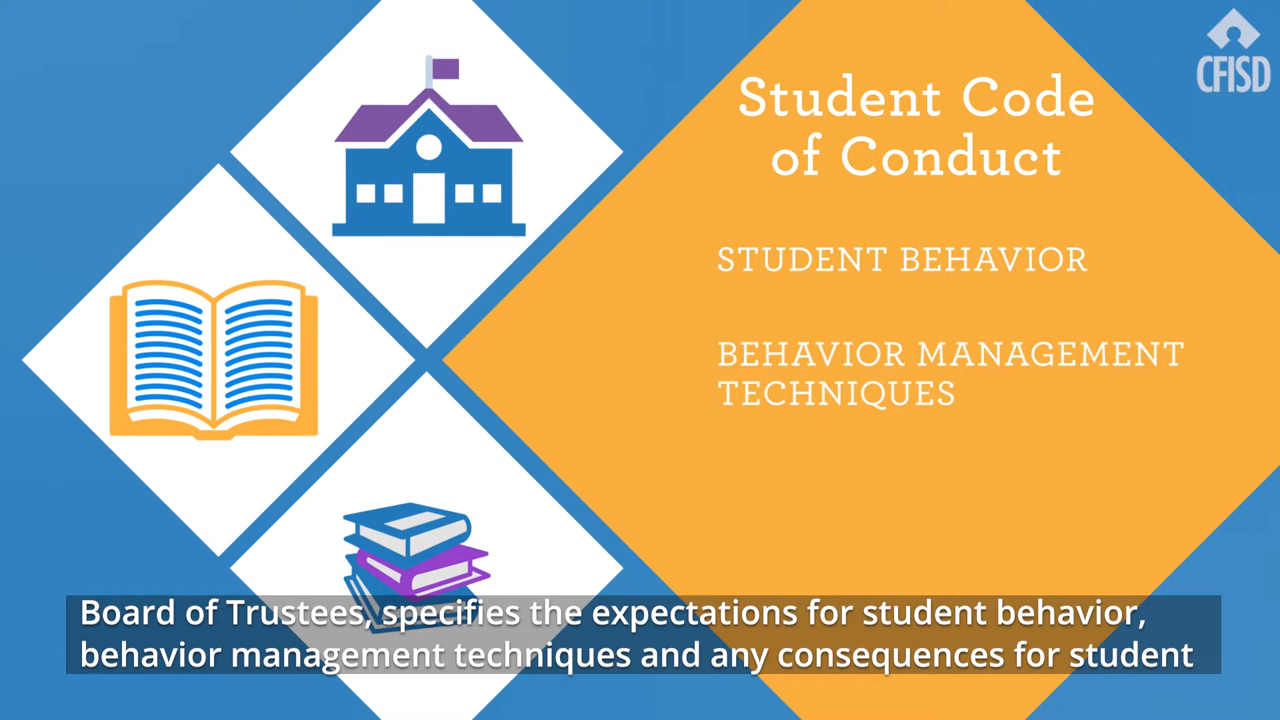 CFISD
Student Code
of Conduct
STUDENT BEHAVIOR
BEHAVIOR MANAGEMENT
TECHNIQUES
Board of Trustees, specifies the expectations for student behavior,
behavior management techniques and any consequences for student